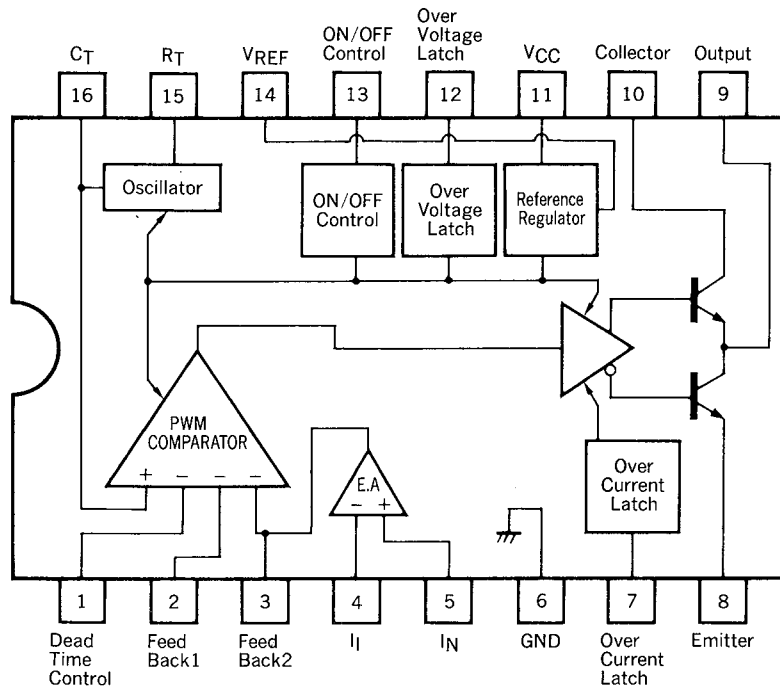 CT
RT
VREF
ON/OFF
Control
Over
Voltage
Latch
VCC
Collector
Output
16
15
14
13
12
11
10
9
Oscillator
ON/OFF
Control
Over
Voltage
Latch
Reference
Regulator
PWM
COMPARATOR
+ − − −
E.A
− +
Over
Current
Latch
1
2
3
4
5
6
7
8
Dead
Time
Control
Feed
Back1
Feed
Back2
II
IN
GND
Over
Current
Latch
Emitter